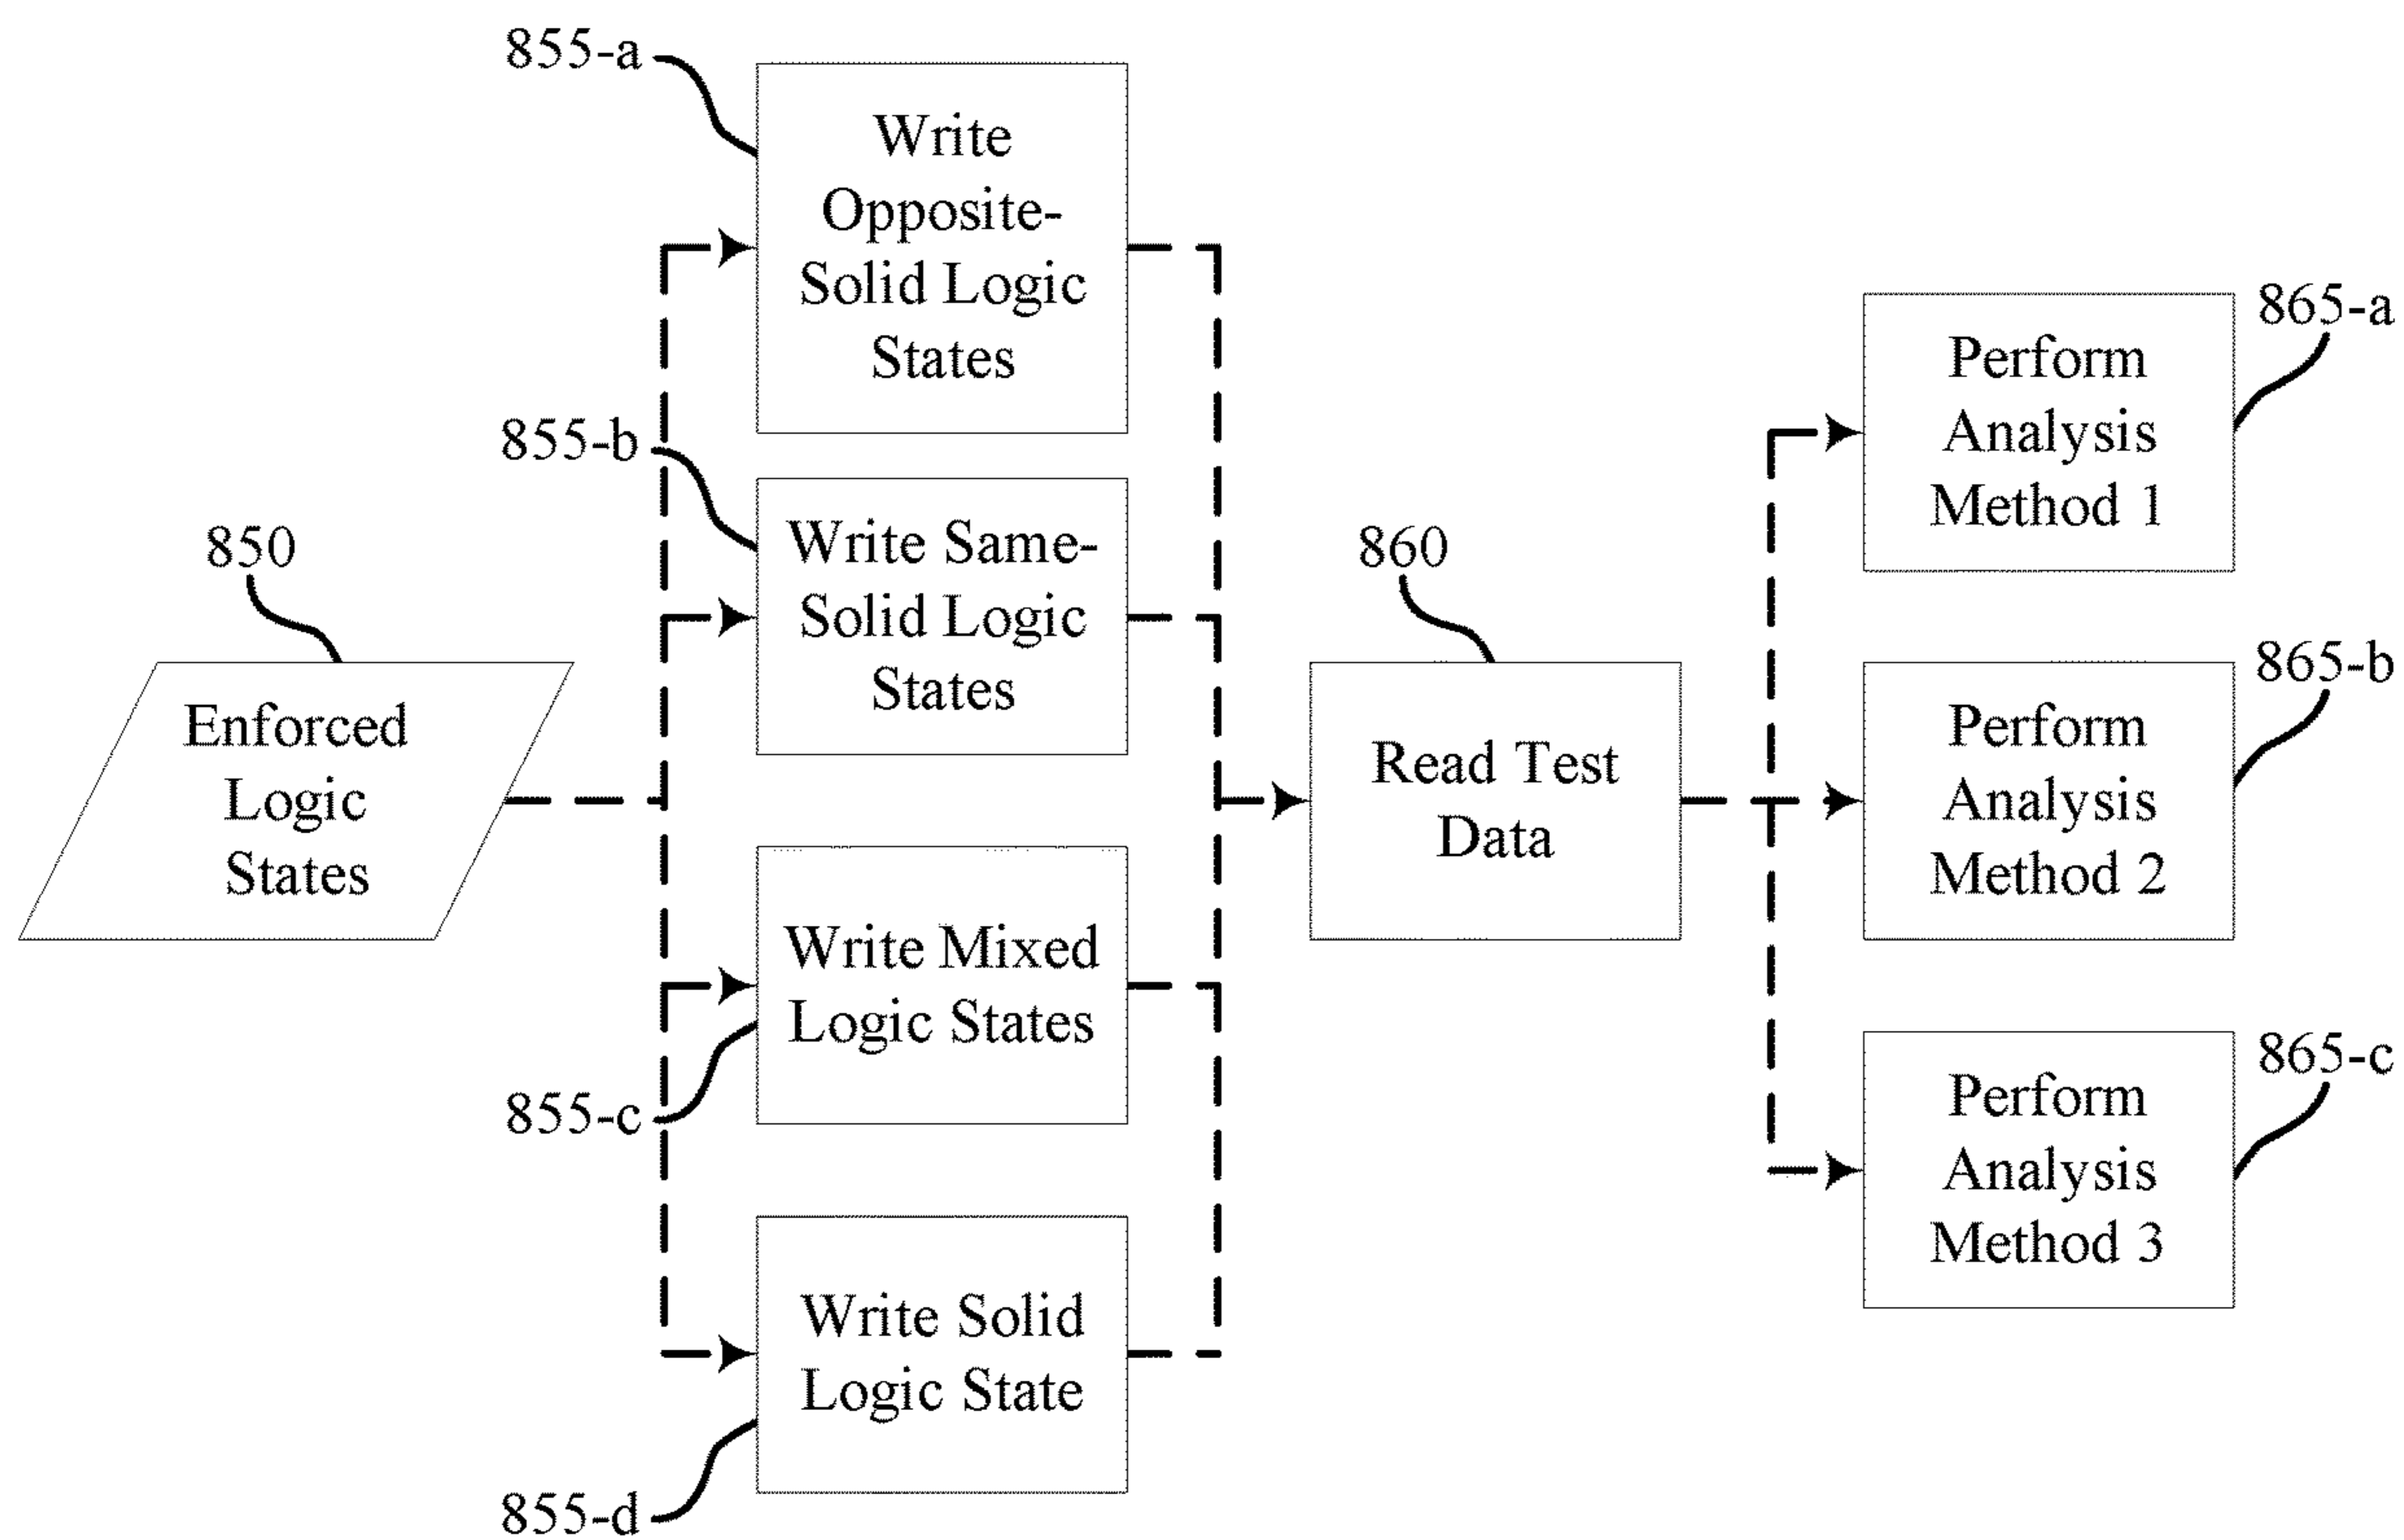 855-a
Write
Opposite-
Solid Logic
States
855-b
Write Same-
Solid Logic
States
850
Enforced
Logic
States
Write Mixed
Logic States
855-c
Write Solid
Logic State
855-d
860
Read Test
Data
865-a
Perform
Analysis
Method 1
865-b
Perform
Analysis
Method 2
865-c
Perform
Analysis
Method 3